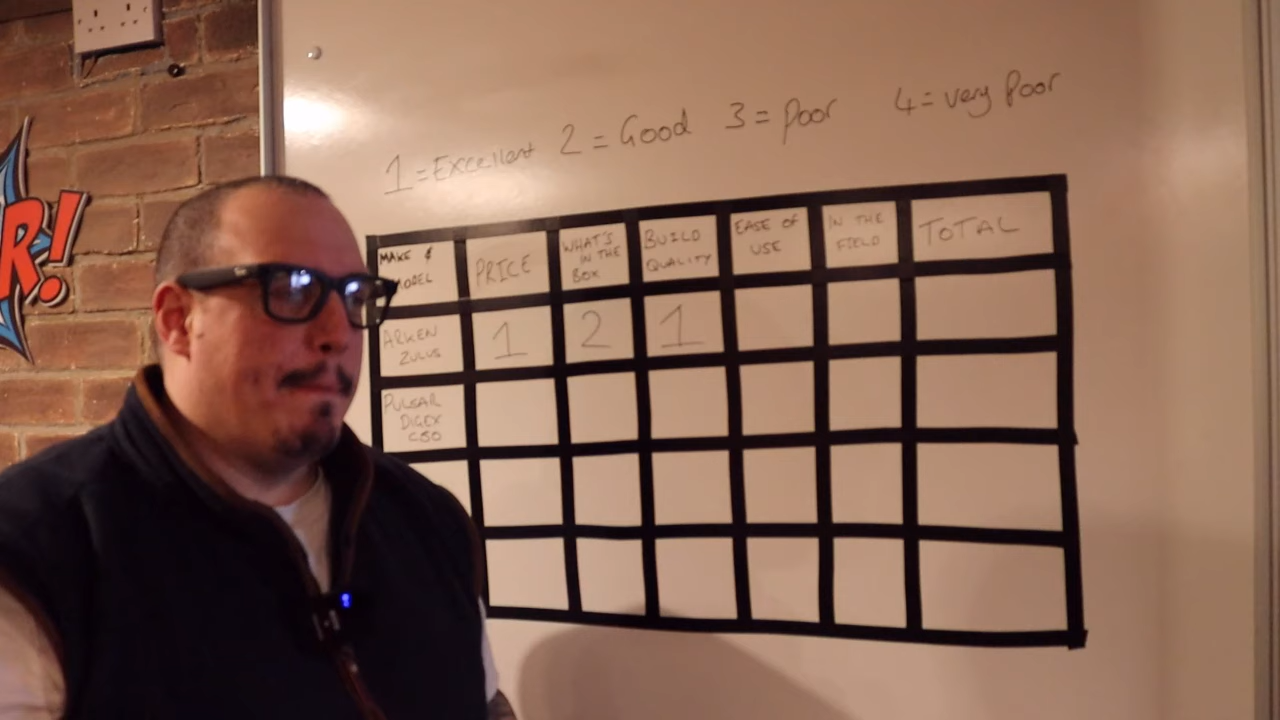 1=Excellent 2=Good 3=Poor 4=very Poor
MAKE &
MODEL
PRICE
WHAT'S
IN THE
BOX
BUILD
QUALITY
EASE OF
USE
IN THE
FIELD
TOTAL
ARKEN
ZULUS
1
2
1
PULSAR
DIGEX
C50
R!